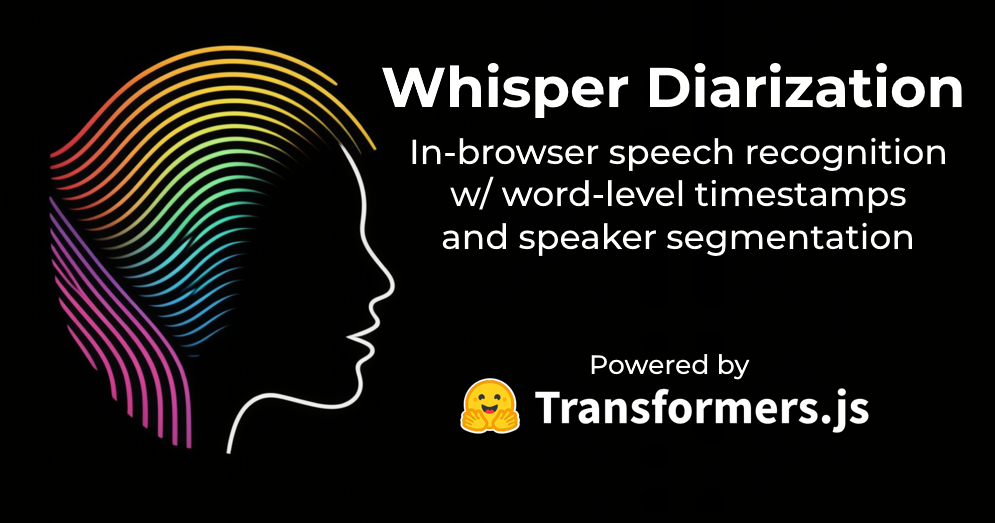 Whisper Diarization
In-browser speech recognition
w/ word-level timestamps
and speaker segmentation
Powered by
Transformers.js